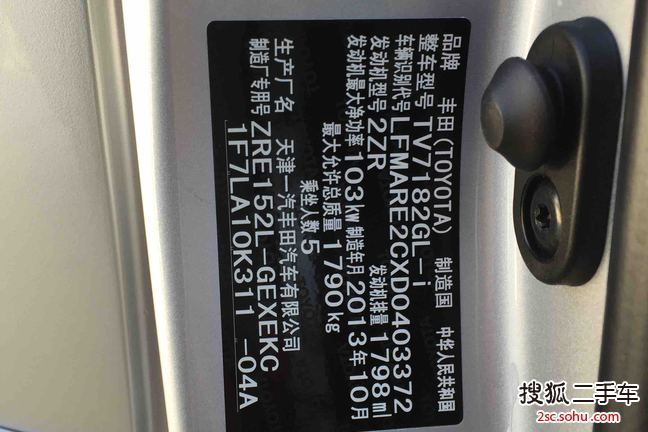 品牌 丰田(TOYOTA) 制造国 中华人民共和国
整车型号 TV7182GL-i
车辆识别代号 LFMARE2CXD0403372
发动机型号 2ZR 发动机排量 1798ml
发动机最大净功率 103kW 制造年月 2013年10月
最大允许总质量 1790kg
乘坐人数 5
生产厂名 天津一汽丰田汽车有限公司
制造厂专用号 ZRE152L-GEXEKC
1F7LA10K311 -04A
搜狐二手车
2sc.sohu.com